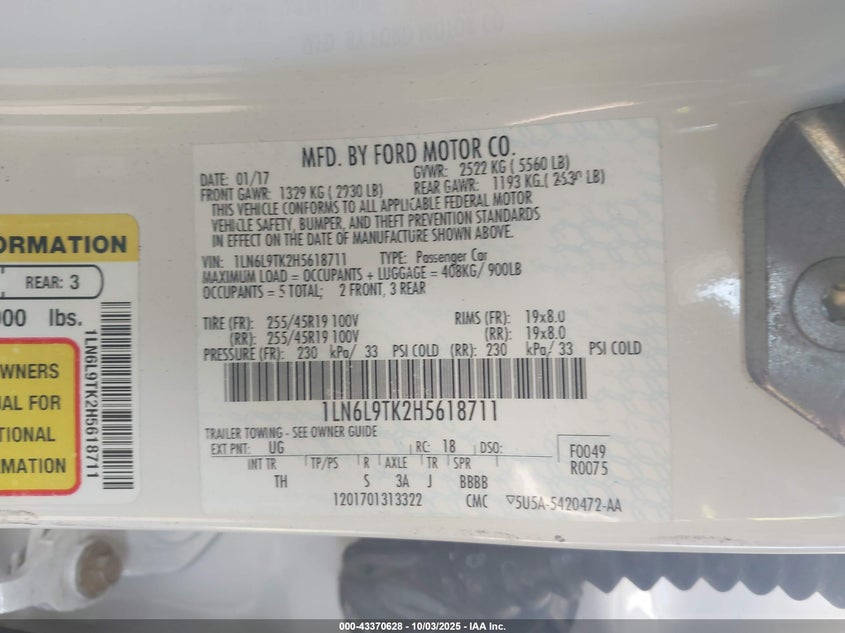 MFD. BY FORD MOTOR CO.
DATE: 01/17 GVWR: 2522 KG ( 5560 LB)
FRONT GAWR: 1329 KG ( 2930 LB) REAR GAWR: 1193 KG.( 2630 LB)
THIS VEHICLE CONFORMS TO ALL APPLICABLE FEDERAL MOTOR
VEHICLE SAFETY, BUMPER, AND THEFT PREVENTION STANDARDS
IN EFFECT ON THE DATE OF MANUFACTURE SHOWN ABOVE.
VIN: 1LN6L9TK2H5618711 TYPE: Passenger Car
MAXIMUM LOAD = OCCUPANTS + LUGGAGE = 408KG/ 900LB
OCCUPANTS = 5 TOTAL; 2 FRONT, 3 REAR
TIRE (FR): 255/45R19 100V RIMS (FR): 19x8.0
(RR): 255/45R19 100V (RR): 19x8.0
PRESSURE (FR): 230 kPa/ 33 PSI COLD (RR): 230 kPa/ 33 PSI COLD
1LN6L9TK2H5618711
TRAILER TOWING - SEE OWNER GUIDE
EXT PNT: UG RC: 18 DSO: F0049
INT TR TP/PS R AXLE TR SPR R0075
TH S 3A J BBBB
1201701313322 CMC 5U5A-5420472-AA
ORMATION
REAR: 3
lbs.
WNERS
UAL FOR
TIONAL
RMATION
1LN6L9TK2H5618711
000-43370628 - 10/03/2025 - IAA Inc.